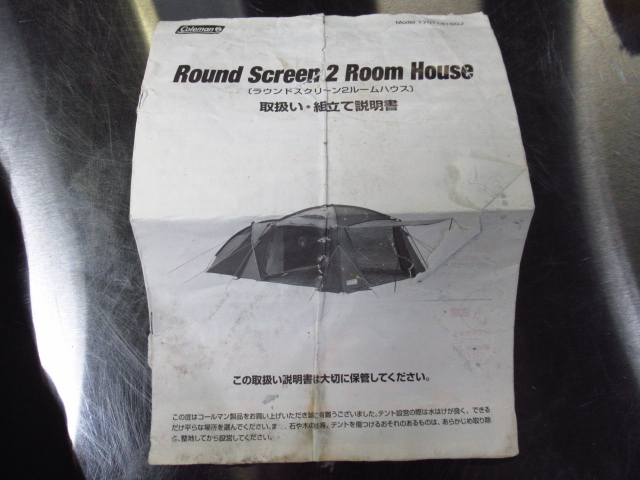 Coleman
Round Screen 2 Room House
〔ラウンドスクリーン2ルームハウス〕
取扱い・組立て説明書
この取扱い説明書は大切に保管してください。
この度はコールマン製品をお買い上げいただき誠に有難うございました。テント設営の際は水はけが良く、できる
だけ平らな場所を選んでください。 石や木の 等、テントを傷つけるおそれのあるものは、あらかじめ取り除
き、整地してから設営してください。